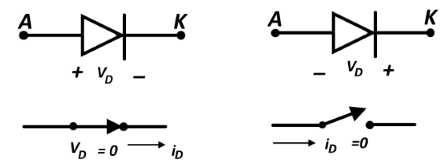 A K
+ V_D −
V_D = 0 i_D
A K
− V_D +
i_D = 0